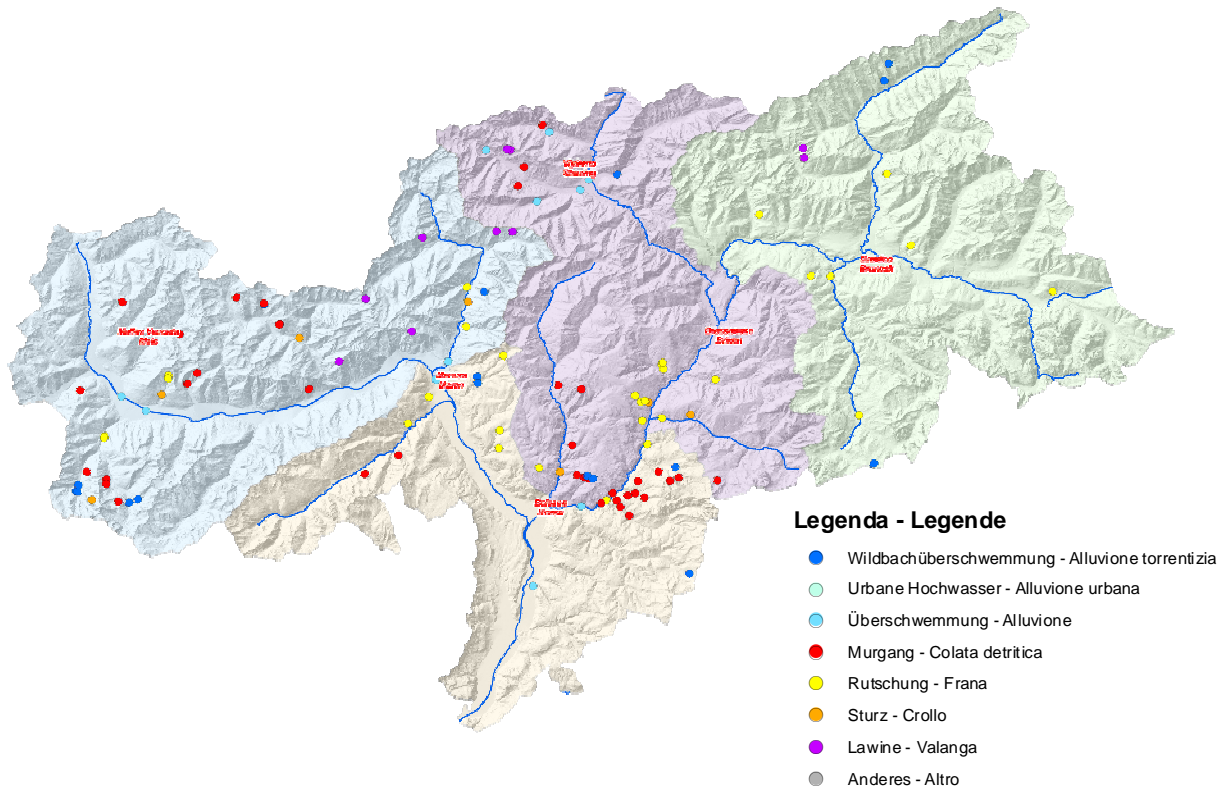 Meran
Legenda - Legende
Wildbachüberschwemmung - Alluvione torrentizia
Urbane Hochwasser - Alluvione urbana
Überschwemmung - Alluvione
Murgang - Colata detritica
Rutschung - Frana
Sturz - Crollo
Lawine - Valanga
Anderes - Altro